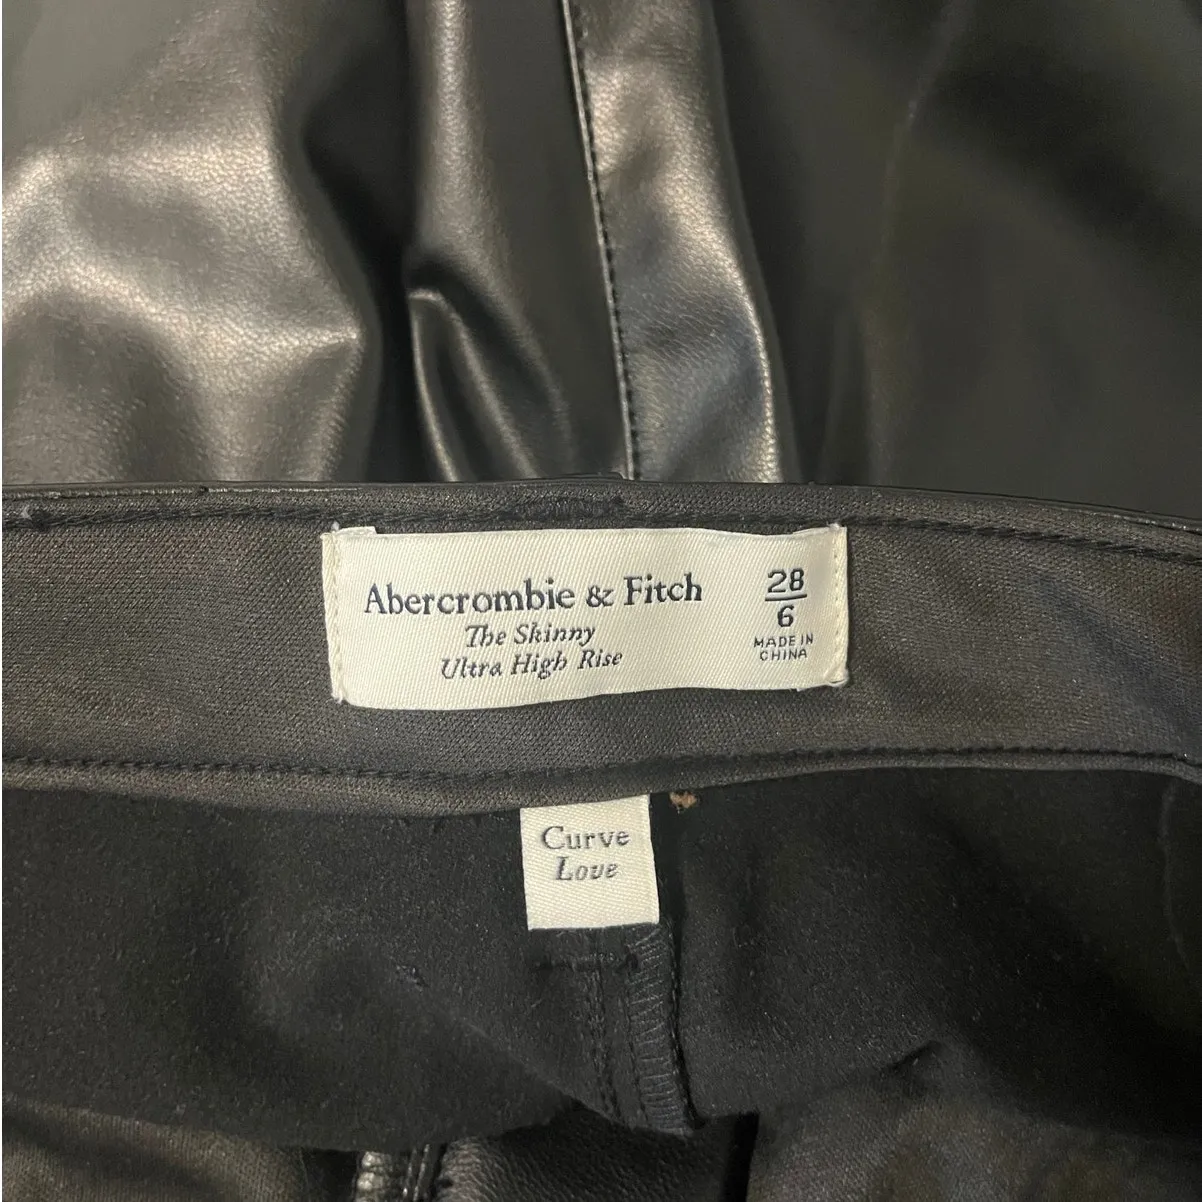 Abercrombie & Fitch
The Skinny
Ultra High Rise
28
6
MADE IN
CHINA
Curve
Love